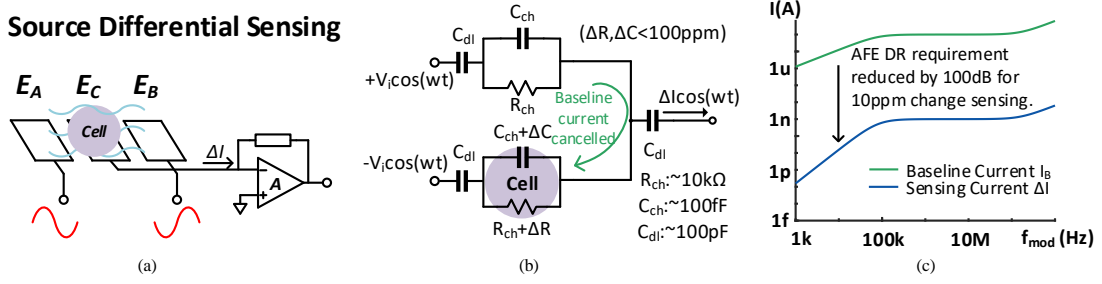 Source Differential Sensing
E_A E_C E_B
Cell
ΔI
A
(a)
C_ch
C_dl
(ΔR,ΔC<100ppm)
+V_icos(wt)
R_ch
Baseline
current
cancelled
ΔIcos(wt)
C_ch+ΔC
C_dl
C_dl
-V_icos(wt)
Cell
R_ch+ΔR
R_ch:~10kΩ
C_ch:~100fF
C_dl:~100pF
(b)
I(A)
1u
1n
1p
1f
AFE DR requirement
reduced by 100dB for
10ppm change sensing.
Baseline Current I_B
Sensing Current ΔI
1k 100k 10M f_mod (Hz)
(c)